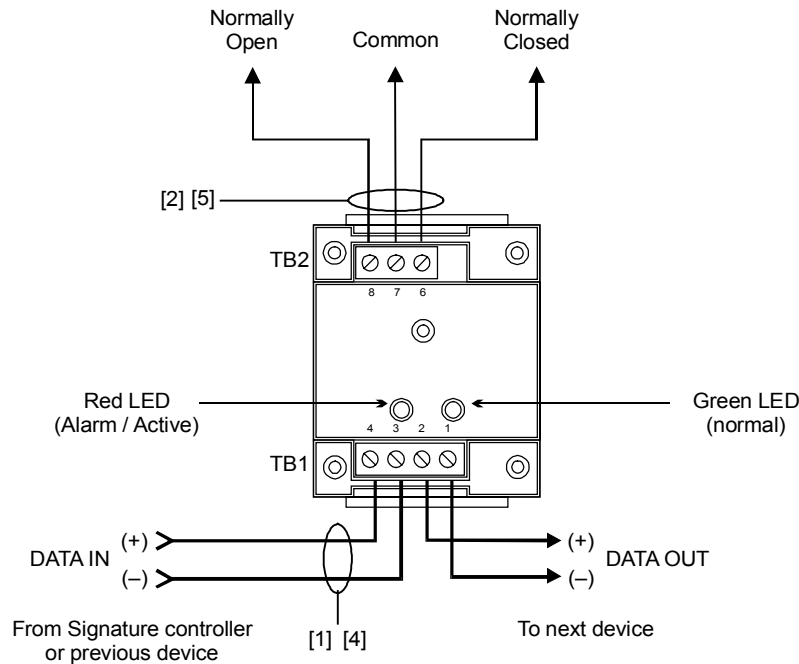 Normally
Open
Common
Normally
Closed
[2] [5]
TB2
8 7 6
Red LED
(Alarm / Active)
Green LED
(normal)
4 3 2 1
TB1
DATA IN
(+)
(–)
(+)
(–)
DATA OUT
From Signature controller
or previous device
[1] [4]
To next device